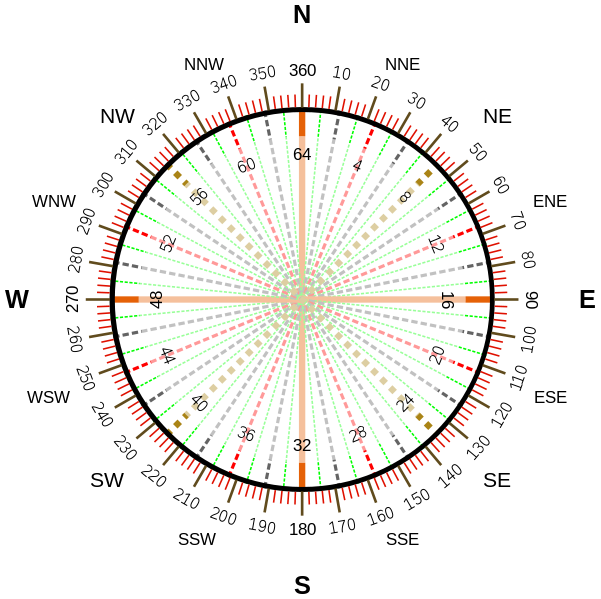 N
NNW NNE
340 350 360 10 20
NW 330 30 NE
320 40
310 60 64 4 50
300 56 8 60
WNW ENE
290 52 12 70
280 80
W 270 48 16 90 E
260 100
250 44 20 110
WSW ESE
240 40 24 120
230 36 32 28 130
SW 220 140 SE
210 150
200 190 180 170 160
SSW SSE
S